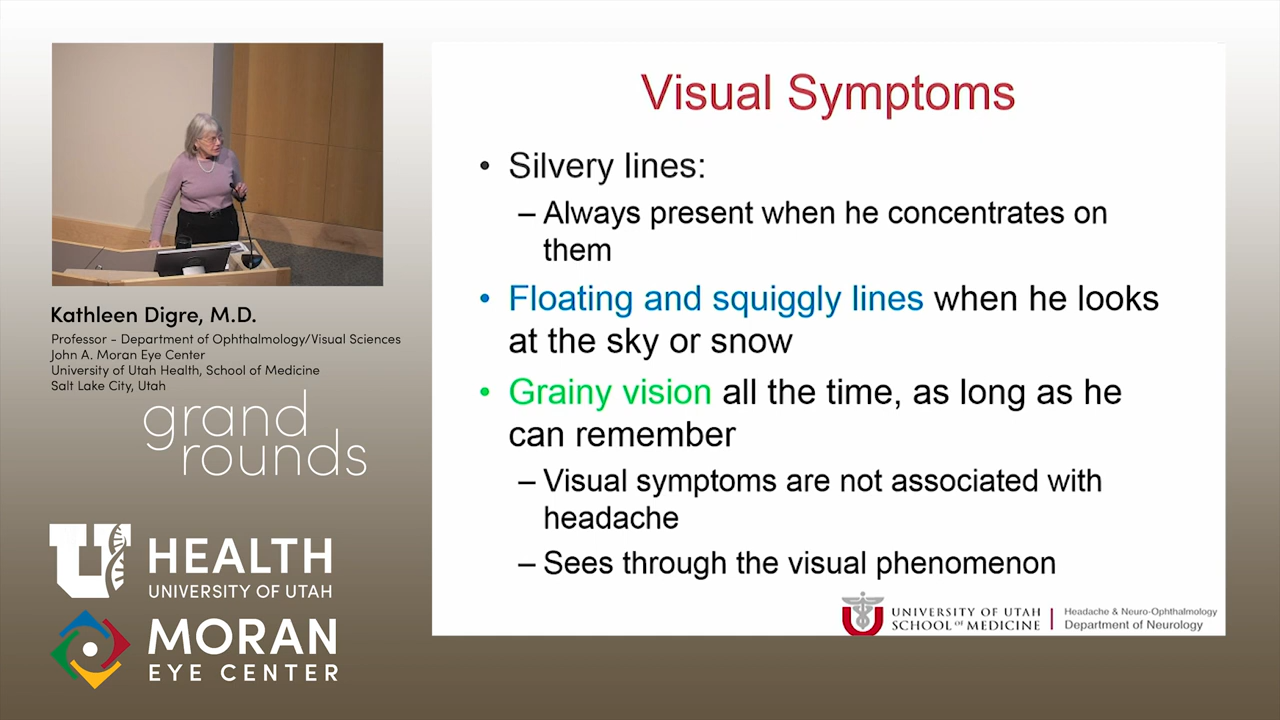 Visual Symptoms
• Silvery lines:
– Always present when he concentrates on
them
• Floating and squiggly lines when he looks
at the sky or snow
• Grainy vision all the time, as long as he
can remember
– Visual symptoms are not associated with
headache
– Sees through the visual phenomenon
UNIVERSITY OF UTAH
SCHOOL OF MEDICINE
Headache & Neuro-Ophthalmology
Department of Neurology
Kathleen Digre, M.D.
Professor - Department of Ophthalmology/Visual Sciences
John A. Moran Eye Center
University of Utah Health, School of Medicine
Salt Lake City, Utah
grand
rounds
U HEALTH
UNIVERSITY OF UTAH
MORAN
EYE CENTER